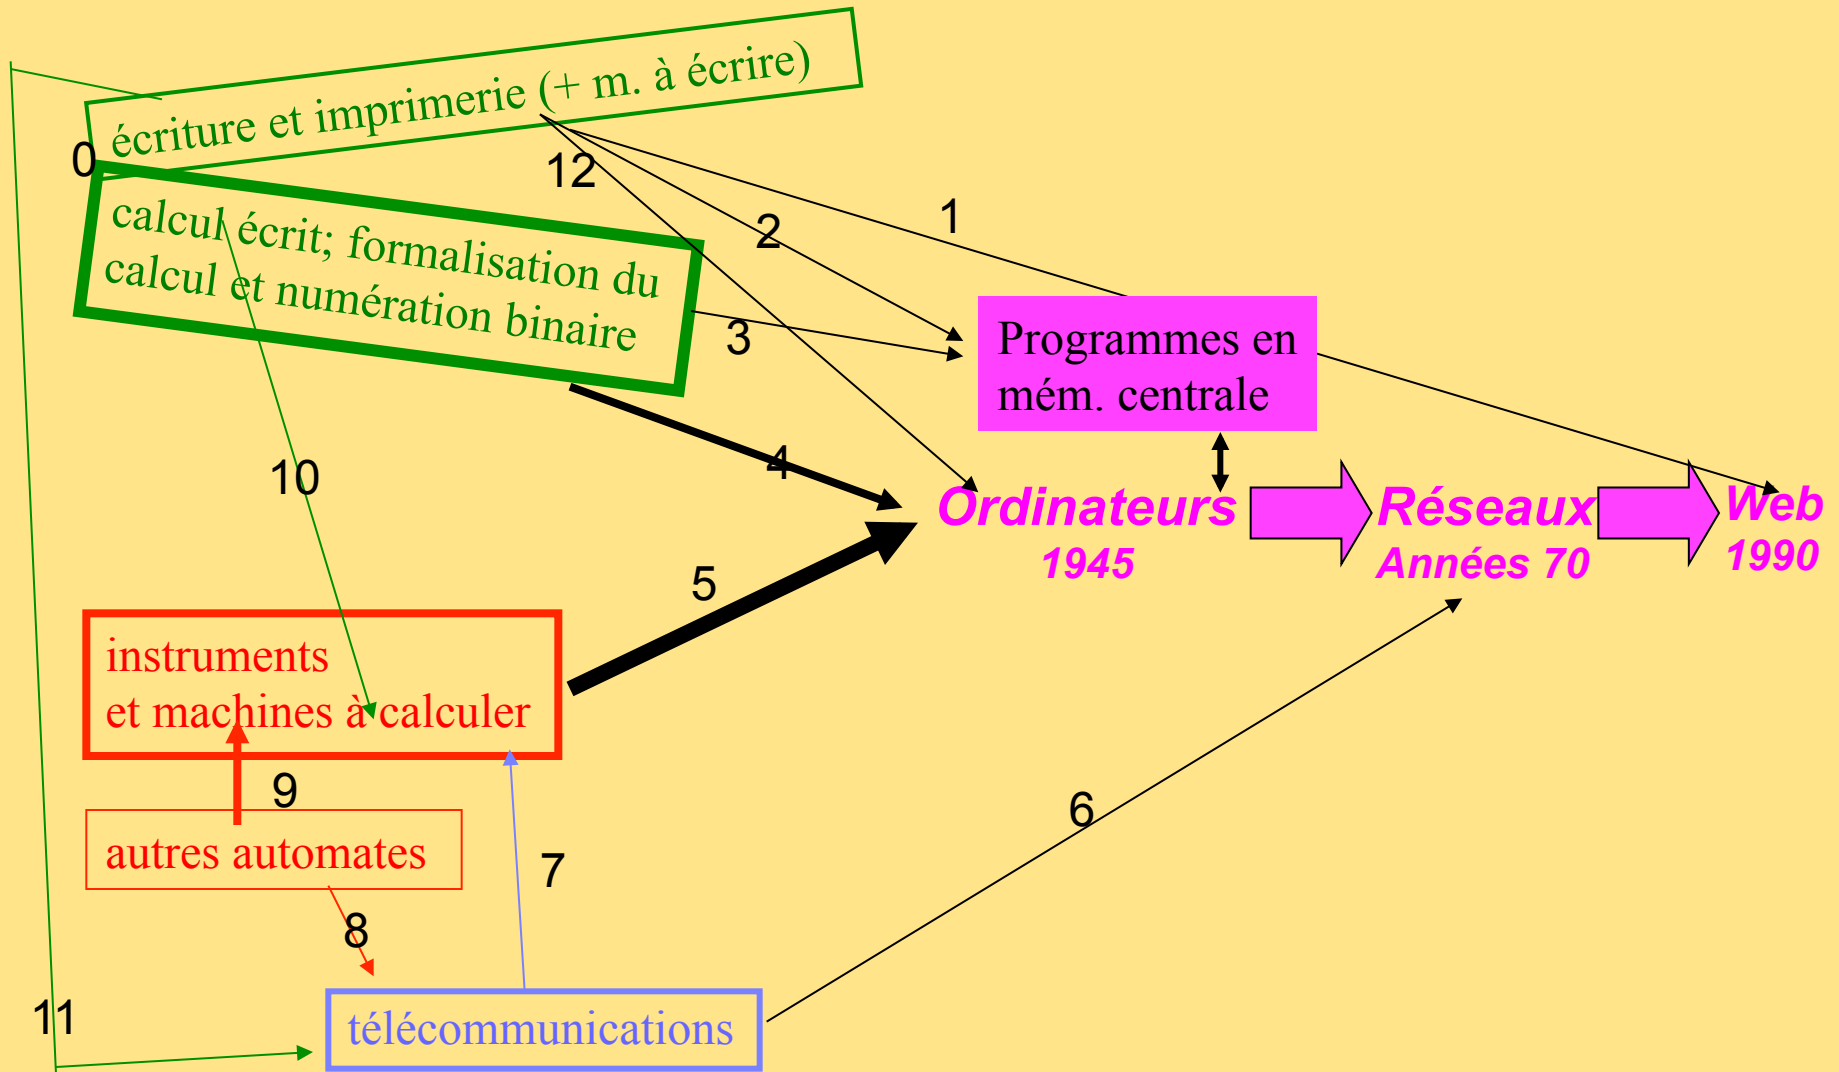 écriture et imprimerie (+ m. à écrire)
0
12
calcul écrit; formalisation du
calcul et numération binaire
2
1
3
Programmes en
mém. centrale
4
10
Ordinateurs
1945
Réseaux
Années 70
Web
1990
5
instruments
et machines à calculer
9
6
autres automates
7
8
11
télécommunications